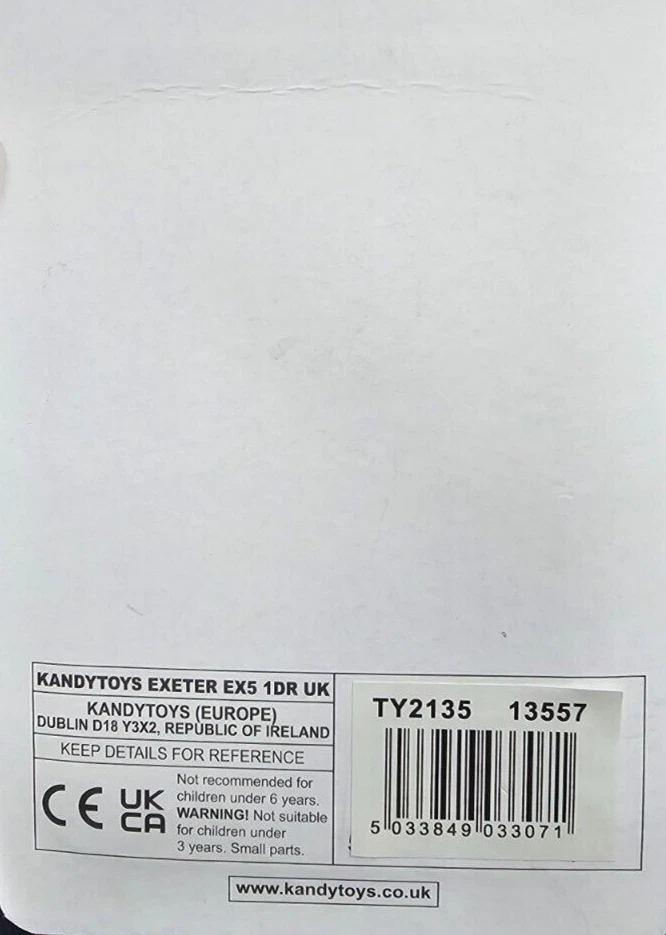 KANDYTOYS EXETER EX5 1DR UK
KANDYTOYS (EUROPE)
DUBLIN D18 Y3X2, REPUBLIC OF IRELAND
KEEP DETAILS FOR REFERENCE
CE
UK
CA
Not recommended for
children under 6 years.
WARNING! Not suitable
for children under
3 years. Small parts.
TY2135 13557
5 033849 033071
www.kandytoys.co.uk